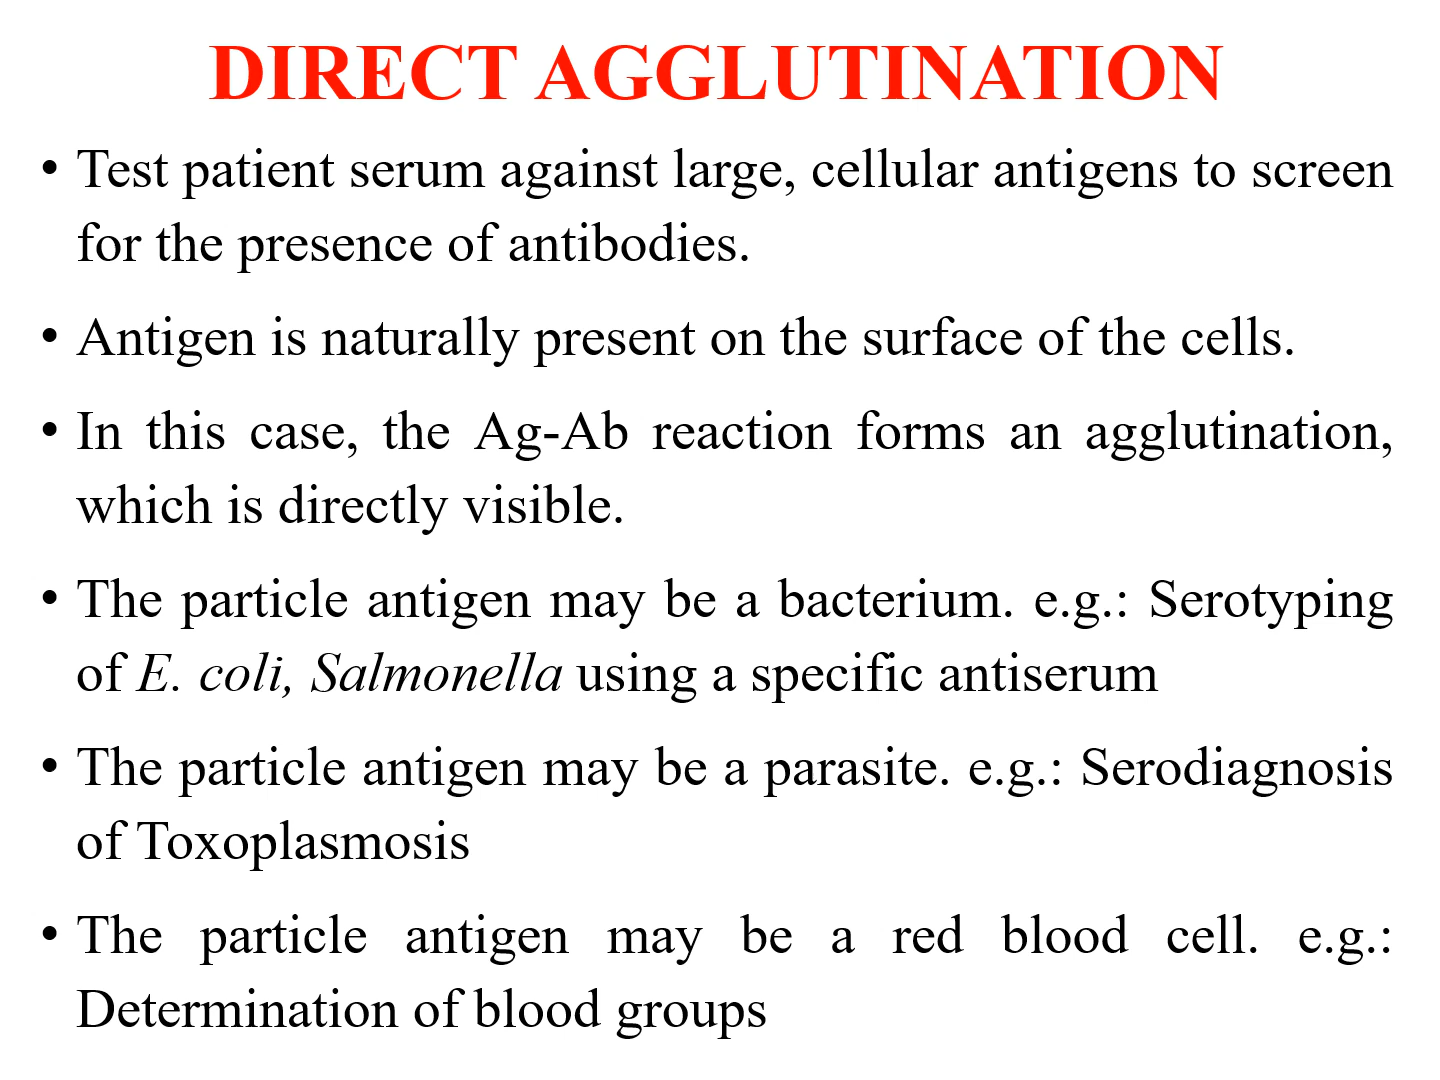 DIRECT AGGLUTINATION
• Test patient serum against large, cellular antigens to screen
for the presence of antibodies.
• Antigen is naturally present on the surface of the cells.
• In this case, the Ag-Ab reaction forms an agglutination,
which is directly visible.
• The particle antigen may be a bacterium. e.g.: Serotyping
of E. coli, Salmonella using a specific antiserum
• The particle antigen may be a parasite. e.g.: Serodiagnosis
of Toxoplasmosis
• The particle antigen may be a red blood cell. e.g.:
Determination of blood groups